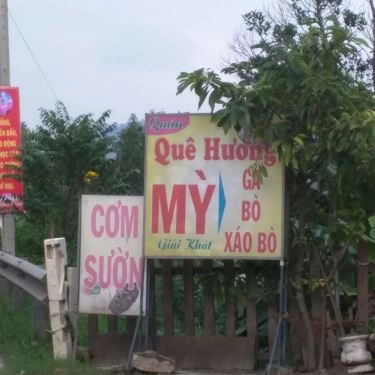 Quán
Quê Hương
MỲ
GÀ
BÒ
XÁO BÒ
Giải Khát
CƠM
SƯỜN